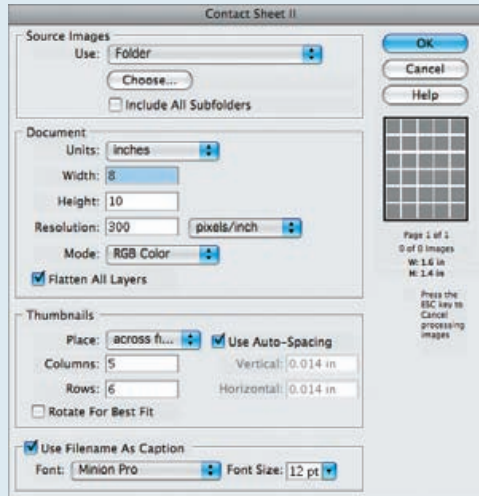 Contact Sheet II
Source Images
Use: Folder
Choose...
Include All Subfolders
Document
Units: inches
Width: 8
Height: 10
Resolution: 300 pixels/inch
Mode: RGB Color
Flatten All Layers
Thumbnails
Place: across fi... Use Auto-Spacing
Columns: 5 Vertical: 0.014 in
Rows: 6 Horizontal: 0.014 in
Rotate For Best Fit
Use Filename As Caption
Font: Minion Pro Font Size: 12 pt
OK
Cancel
Help
Page 1 of 1
0 of 0 Images
W: 1.6 in
H: 1.4 in
Press the
ESC key to
Cancel
processing
images